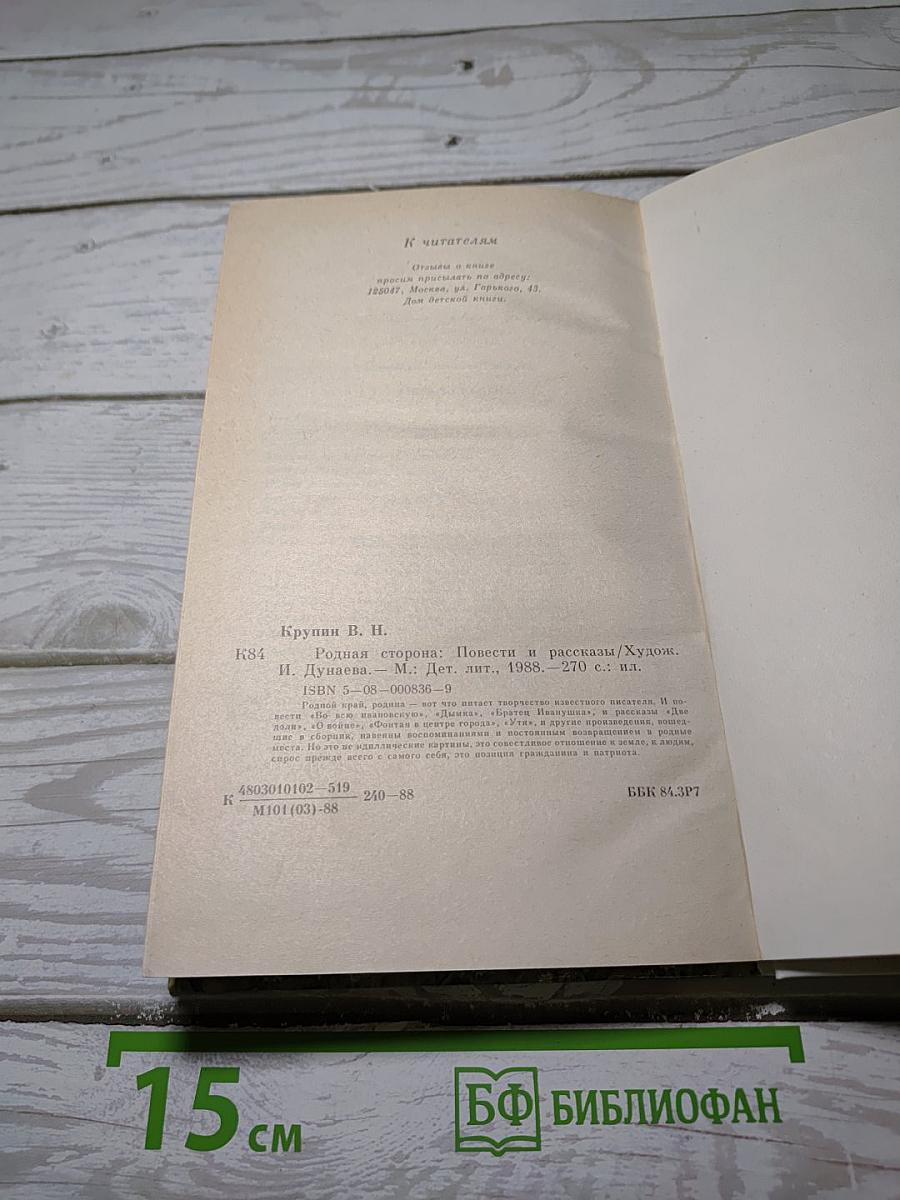 К читателям
Отзывы о книге
просим присылать по адресу:
125047, Москва, ул. Горького, 43.
Дом детской книги.
Крупин В. Н.
К84 Родная сторона: Повести и рассказы/Худож.
И. Дунаева.— М.: Дет. лит., 1988.—270 с.: ил.
ISBN 5—08—000836—9
Родной край, родина — вот что питает творчество известного писателя. И по-
вести «Во всю ивановскую», «Дымка», «Братец Иванушка», и рассказы «Две
доли», «О войне», «Фонтан в центре города», «Утя», и другие произведения, вошед-
шие в сборник, навеяны воспоминаниями и постоянным возвращением в родные
места. Но это не идиллические картины, это совестливое отношение к земле, к людям,
спрос прежде всего с самого себя, это позиция гражданина и патриота.
К 4803010102—519
М101(03)-88 240—88 ББК 84.3Р7
15 см БФ БИБЛИОФАН